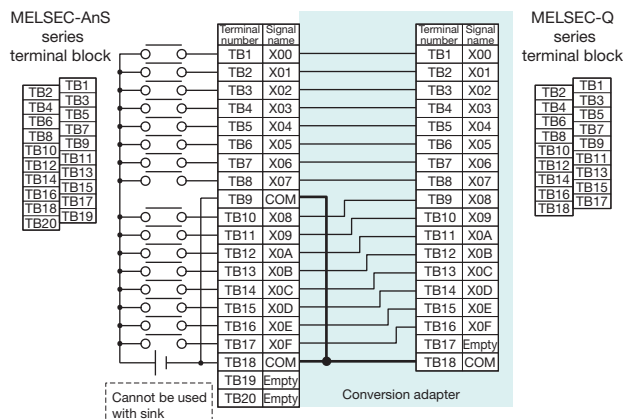 MELSEC-AnS
series
terminal block
TB1
TB2
TB3
TB4
TB5
TB6
TB7
TB8
TB9
TB10
TB11
TB12
TB13
TB14
TB15
TB16
TB17
TB18
TB19
TB20
Terminal number Signal name
TB1 X00
TB2 X01
TB3 X02
TB4 X03
TB5 X04
TB6 X05
TB7 X06
TB8 X07
TB9 COM
TB10 X08
TB11 X09
TB12 X0A
TB13 X0B
TB14 X0C
TB15 X0D
TB16 X0E
TB17 X0F
TB18 COM
TB19 Empty
TB20 Empty
Cannot be used
with sink
Conversion adapter
Terminal number Signal name
TB1 X00
TB2 X01
TB3 X02
TB4 X03
TB5 X04
TB6 X05
TB7 X06
TB8 X07
TB9 X08
TB10 X09
TB11 X0A
TB12 X0B
TB13 X0C
TB14 X0D
TB15 X0E
TB16 X0F
TB17 Empty
TB18 COM
MELSEC-Q
series
terminal block
TB1
TB2
TB3
TB4
TB5
TB6
TB7
TB8
TB9
TB10
TB11
TB12
TB13
TB14
TB15
TB16
TB17
TB18